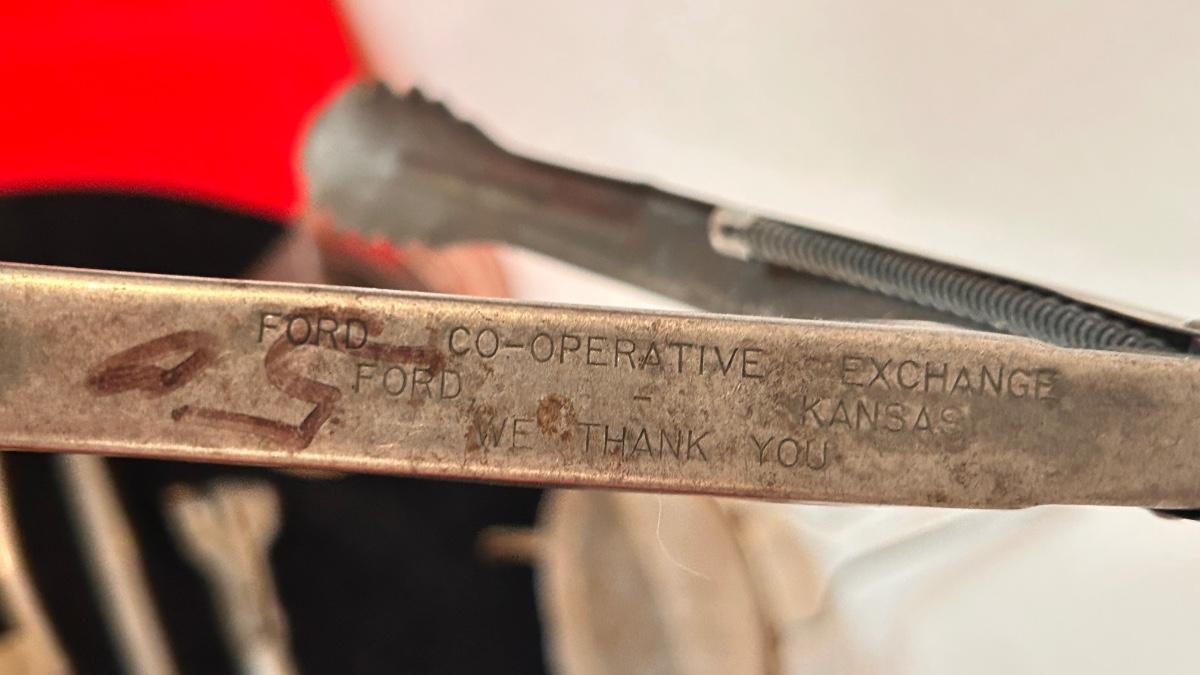 FORD CO-OPERATIVE EXCHANGE
FORD, - KANSAS
WE THANK YOU